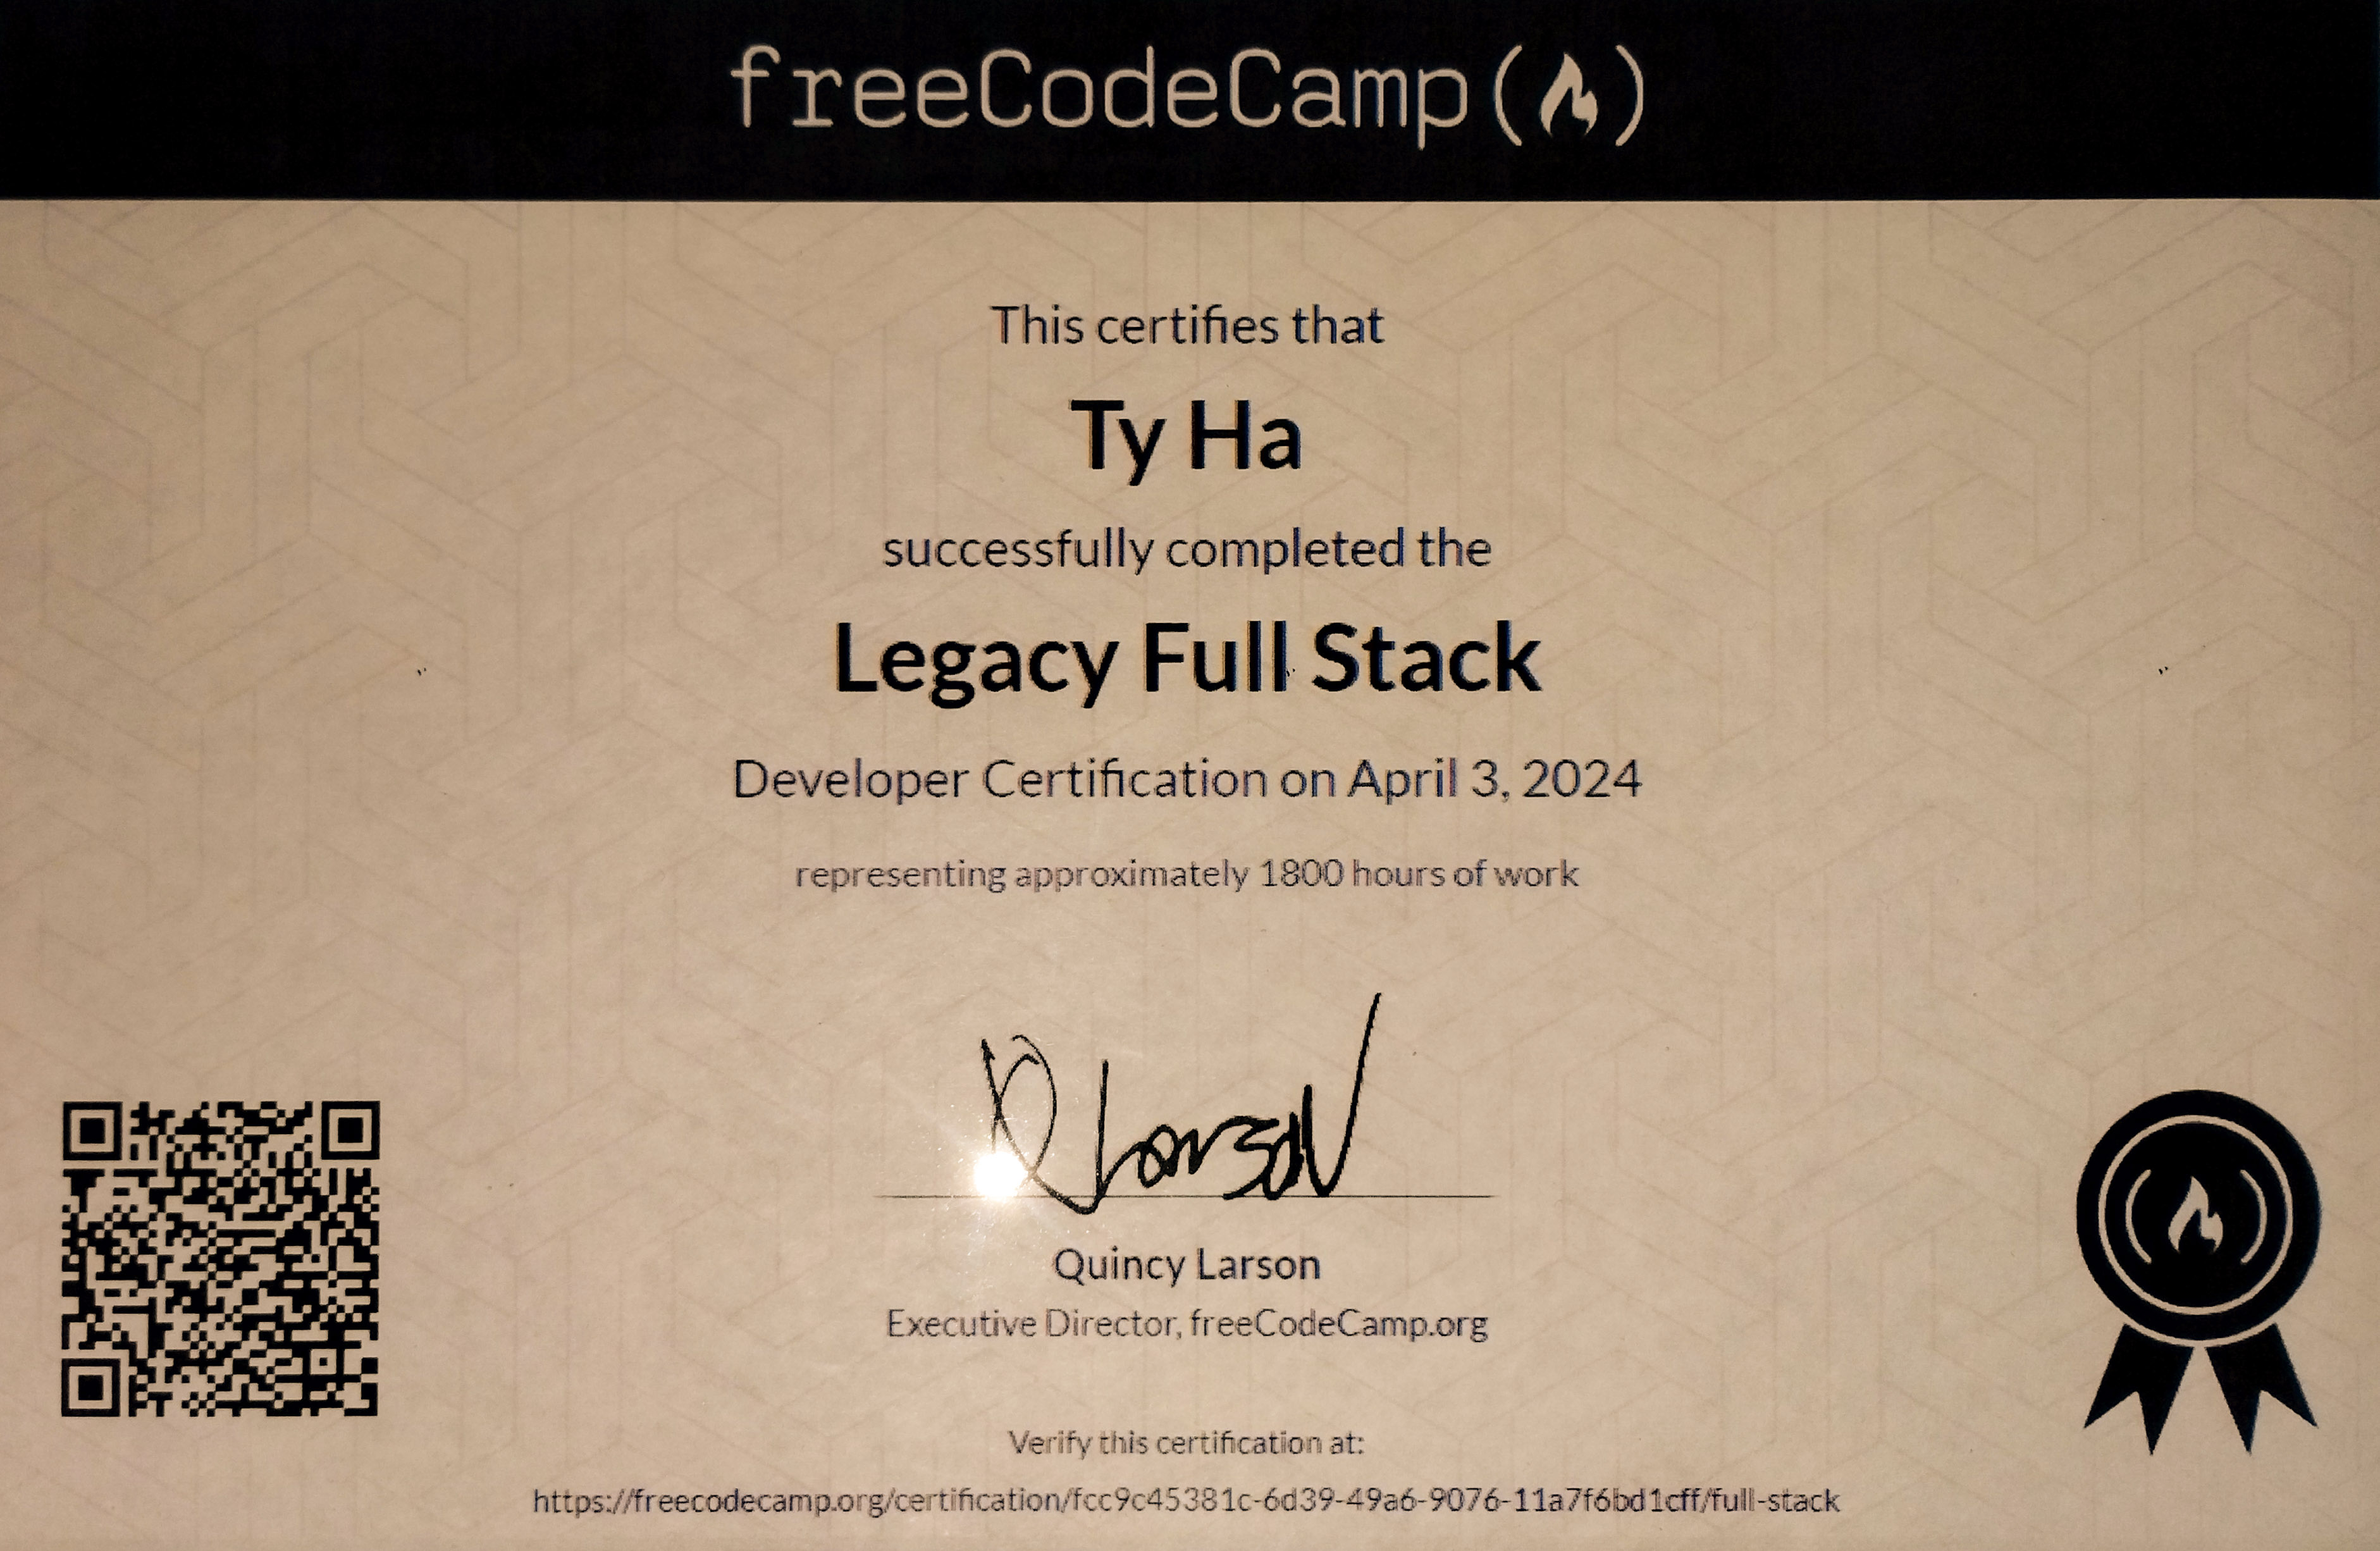 freeCodeCamp(🔥)
This certifies that
Ty Ha
successfully completed the
Legacy Full Stack
Developer Certification on April 3, 2024
representing approximately 1800 hours of work
Q Larson
Quincy Larson
Executive Director, freeCodeCamp.org
Verify this certification at:
https://freecodecamp.org/certification/fcc9c45381c-6d39-49a6-9076-11a7f6bd1cff/full-stack